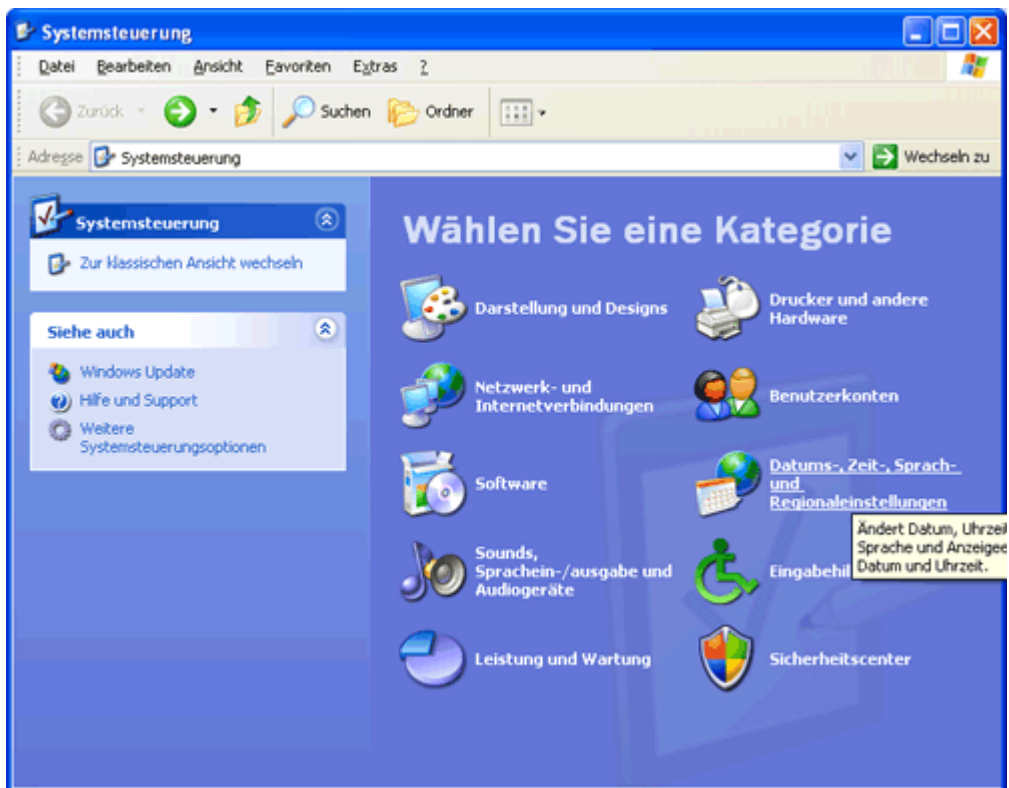 Systemsteuerung
Datei Bearbeiten Ansicht Favoriten Extras ?
Zurück Suchen Ordner
Adresse Systemsteuerung Wechseln zu
Systemsteuerung
Zur klassischen Ansicht wechseln
Siehe auch
Windows Update
Hilfe und Support
Weitere
Systemsteuerungsoptionen
Wählen Sie eine Kategorie
Darstellung und Designs
Drucker und andere
Hardware
Netzwerk- und
Internetverbindungen
Benutzerkonten
Software
Datums-, Zeit-, Sprach-
und
Regionaleinstellungen
Ändert Datum, Uhrzei
Sprache und Anzeigee
Datum und Uhrzeit.
Sounds,
Sprachein-/ausgabe und
Audiogeräte
Eingabehil
Leistung und Wartung
Sicherheitscenter